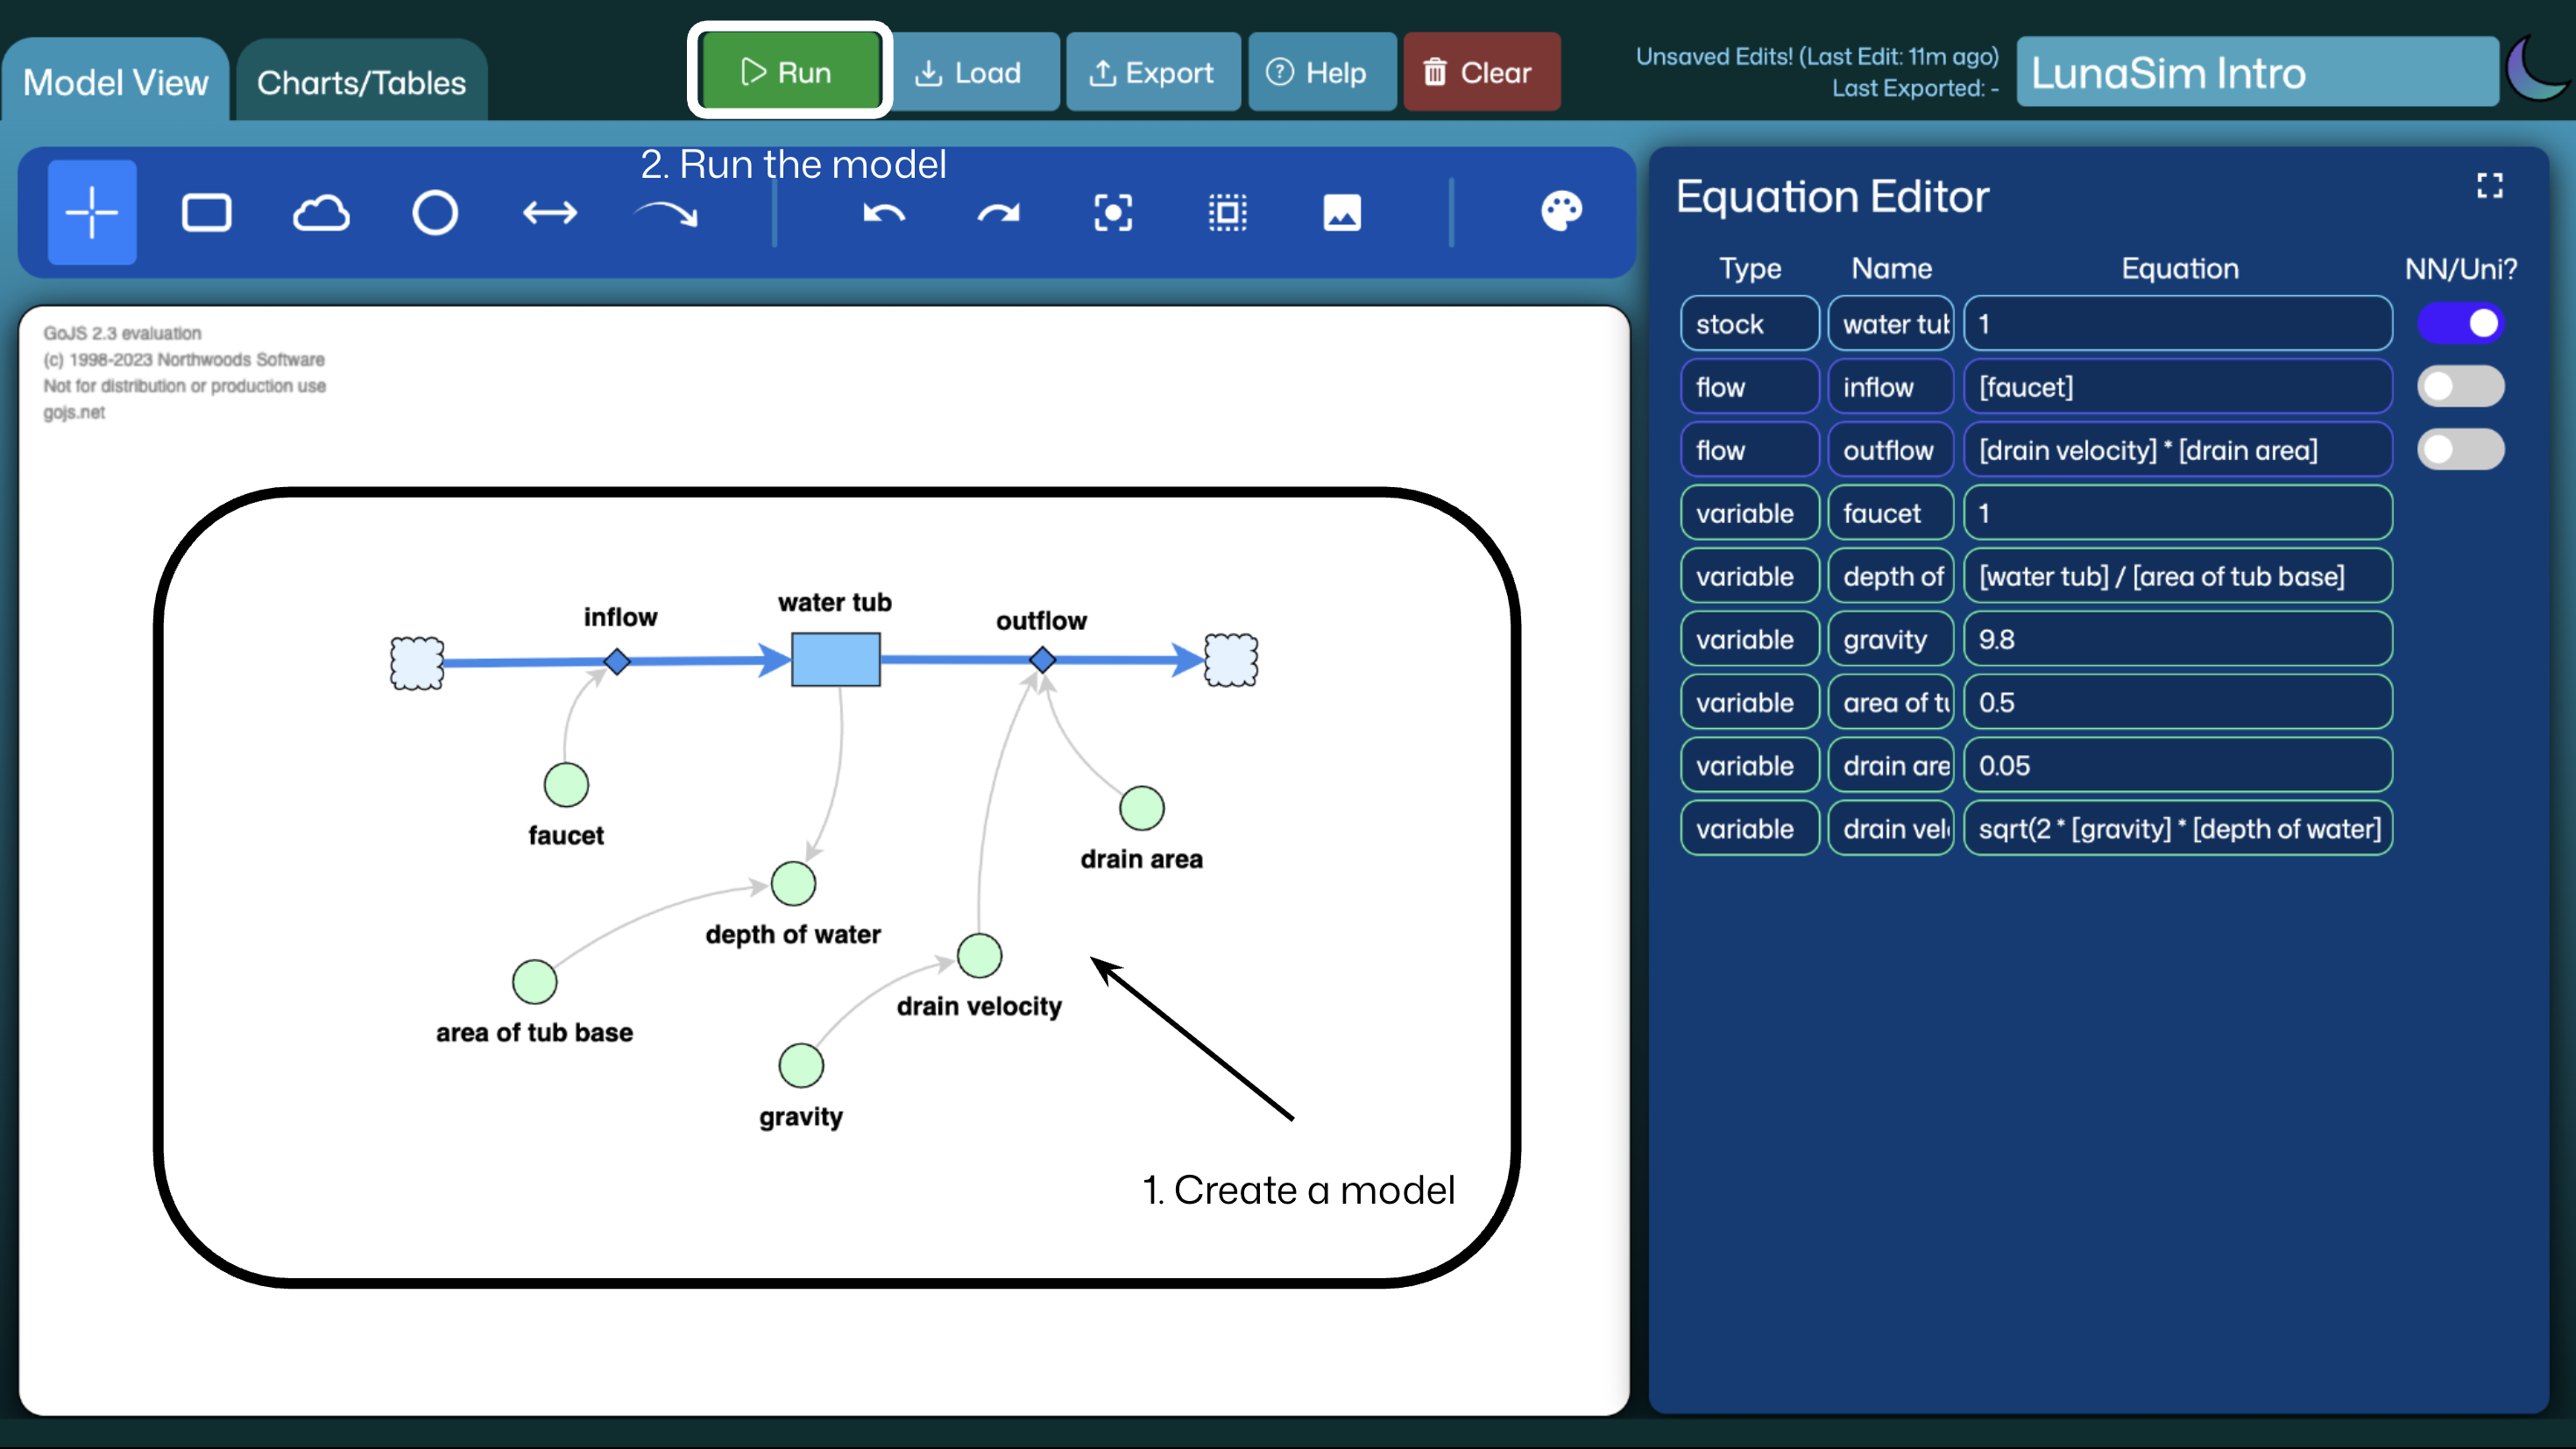 Model View
Charts/Tables
Run
Load
Export
Help
Clear
Unsaved Edits! (Last Edit: 11m ago)
Last Exported: -
LunaSim Intro
2. Run the model
GoJS 2.3 evaluation
(c) 1998-2023 Northwoods Software
Not for distribution or production use
gojs.net
inflow
water tub
outflow
faucet
drain area
depth of water
drain velocity
area of tub base
gravity
1. Create a model
Equation Editor
Type Name Equation NN/Uni?
stock water tub 1
flow inflow [faucet]
flow outflow [drain velocity] * [drain area]
variable faucet 1
variable depth of [water tub] / [area of tub base]
variable gravity 9.8
variable area of tu 0.5
variable drain are 0.05
variable drain vel sqrt(2 * [gravity] * [depth of water]